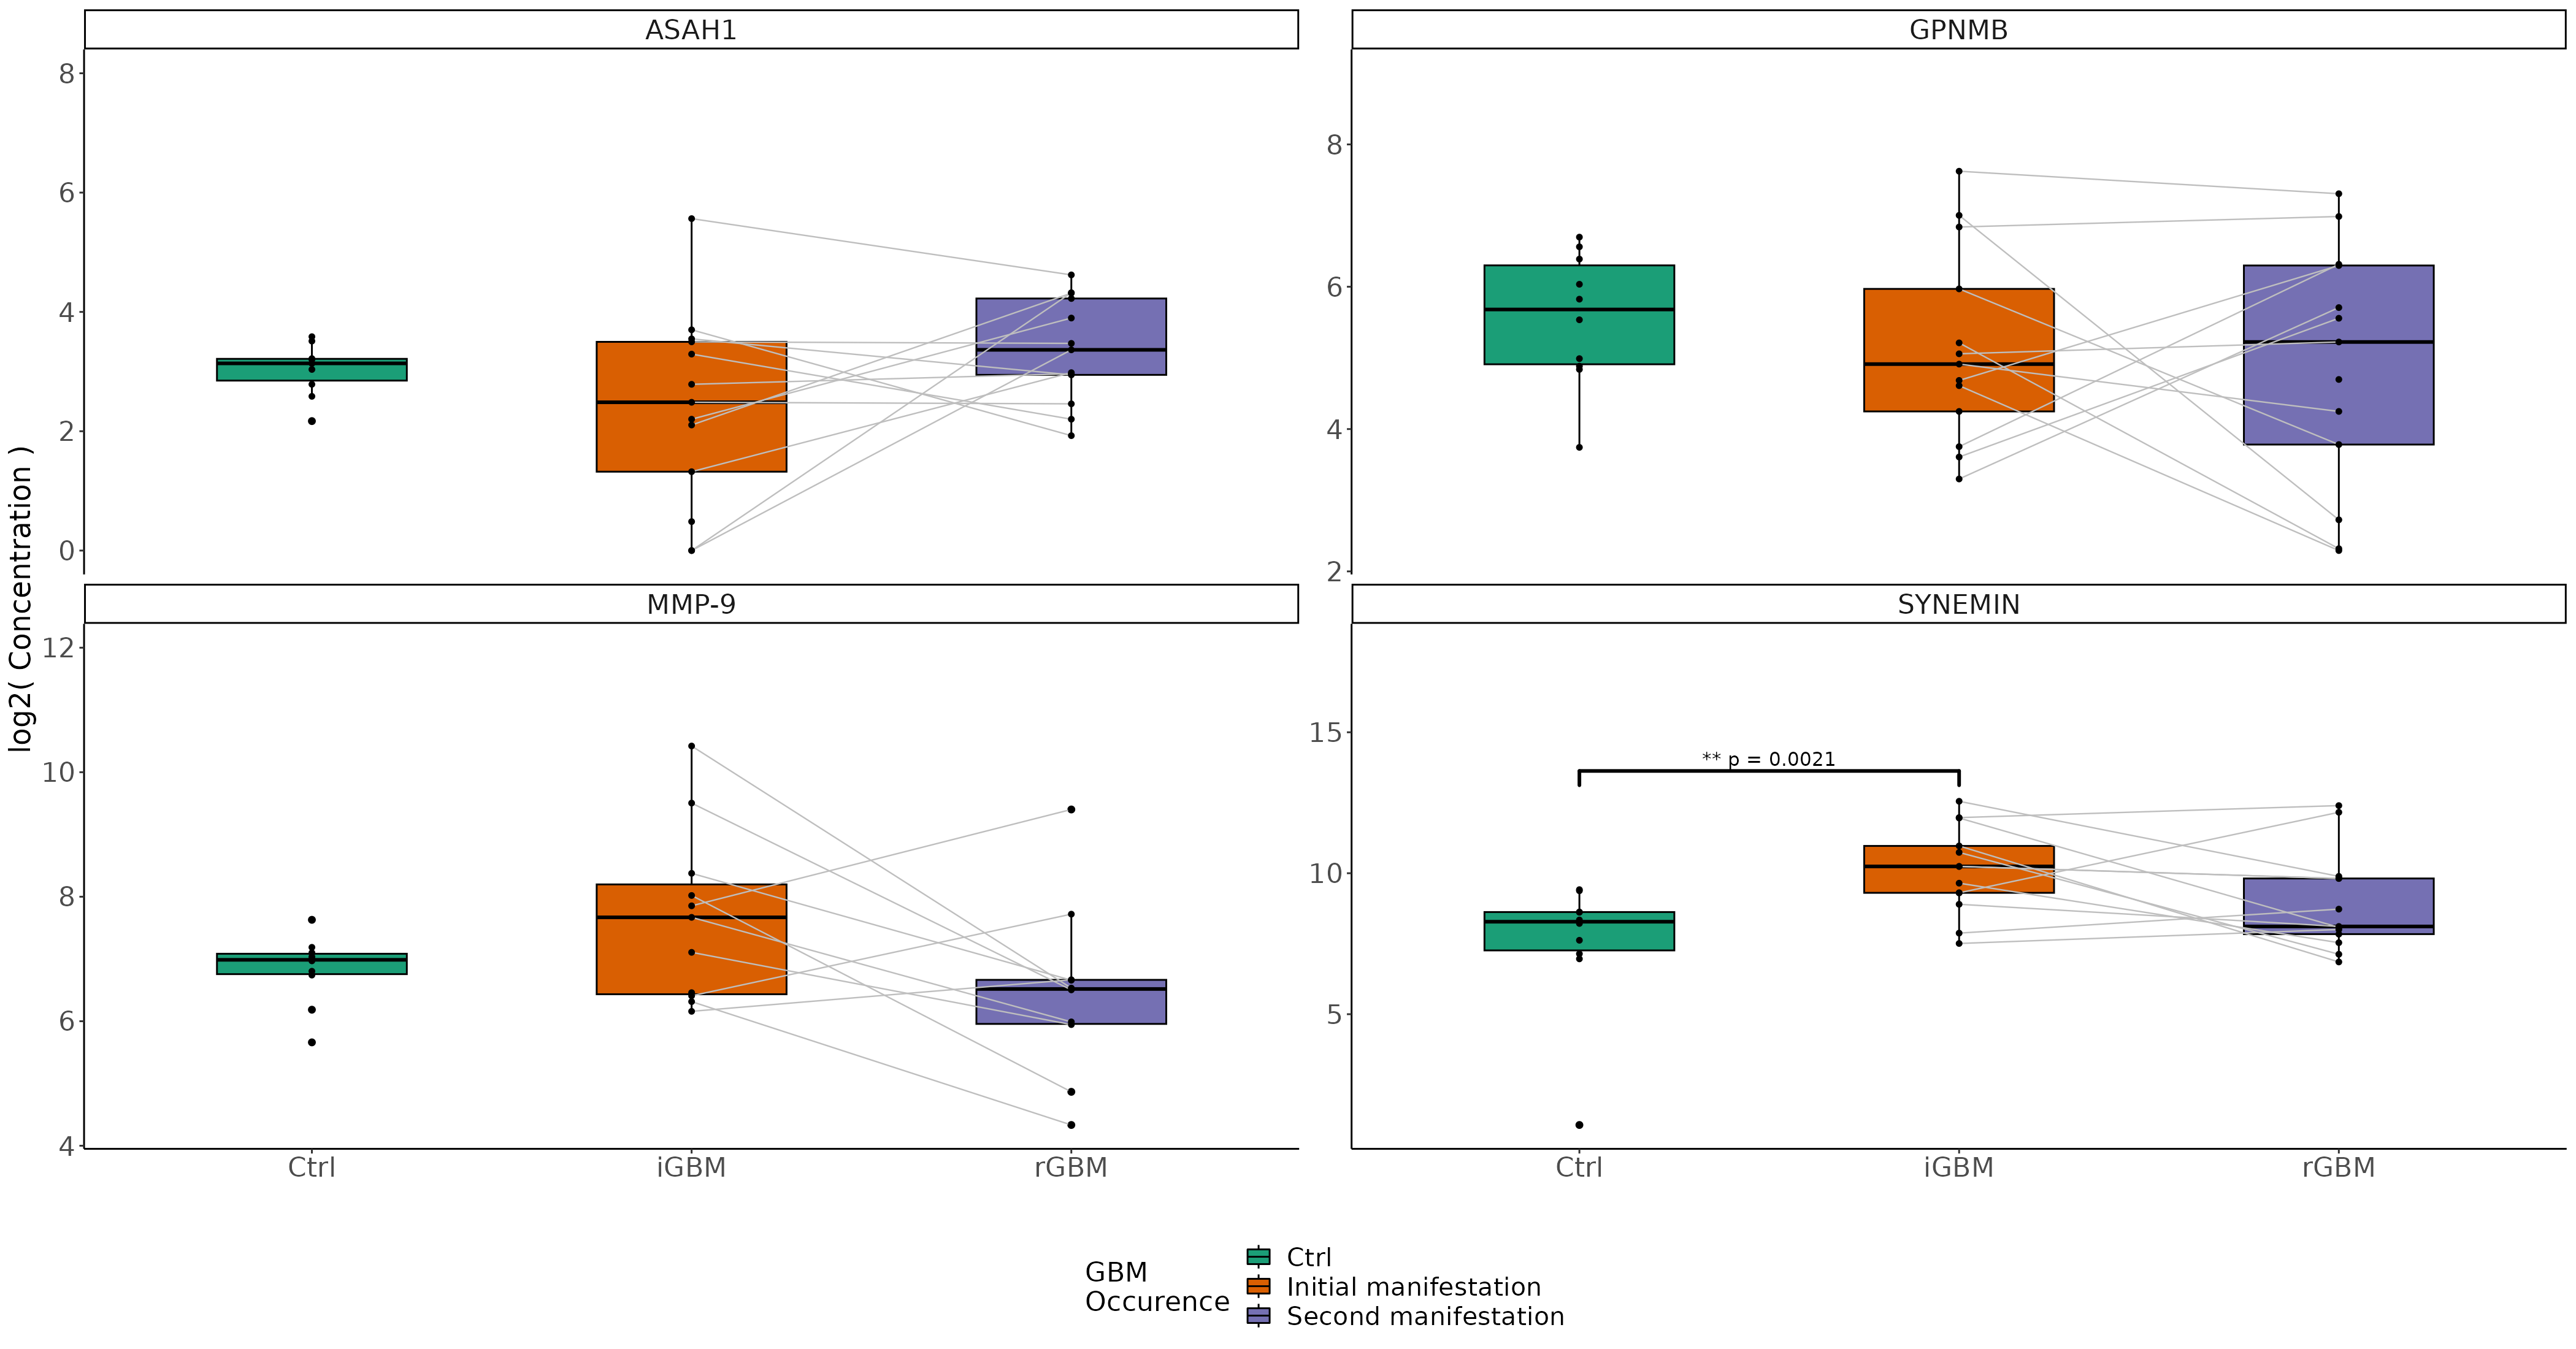 ASAH1
GPNMB
8
6
4
2
0
8
6
4
2
log2( Concentration )
MMP-9
SYNEMIN
12
10
8
6
4
15
10
5
** p = 0.0021
Ctrl iGBM rGBM
Ctrl iGBM rGBM
GBM
Occurence
Ctrl
Initial manifestation
Second manifestation